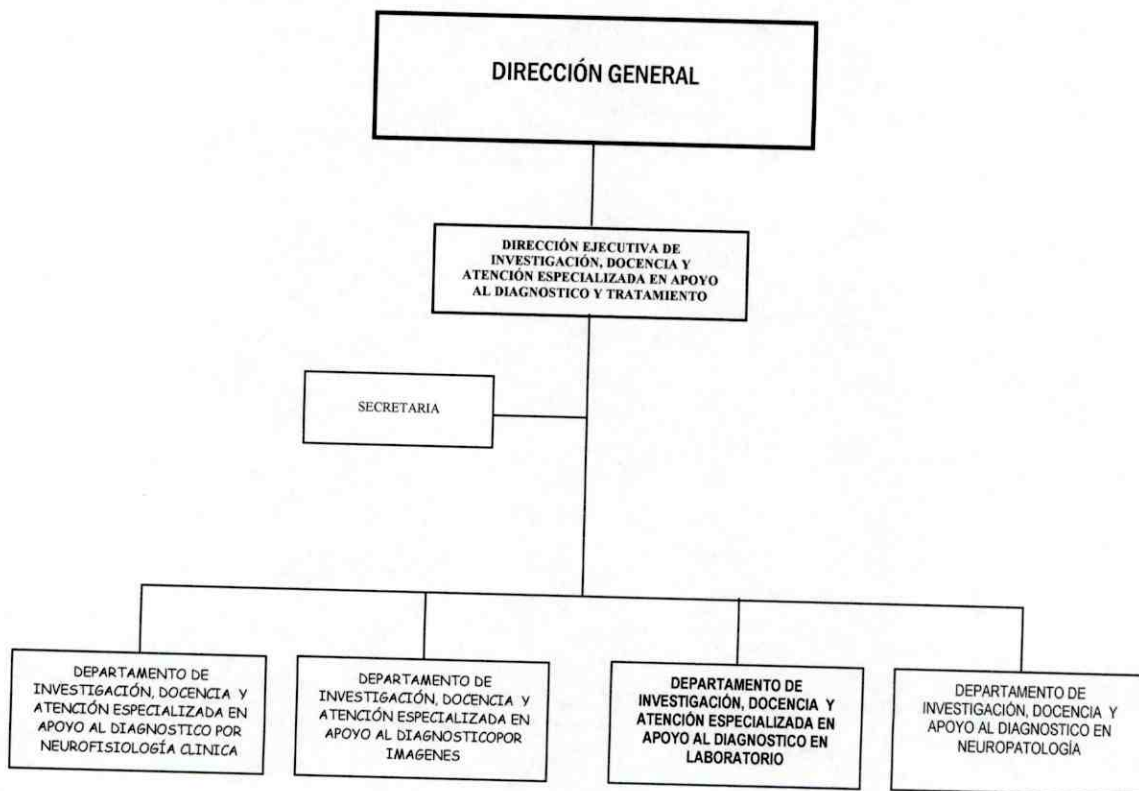 DIRECCIÓN GENERAL
DIRECCIÓN EJECUTIVA DE
INVESTIGACIÓN, DOCENCIA Y
ATENCIÓN ESPECIALIZADA EN APOYO
AL DIAGNOSTICO Y TRATAMIENTO
SECRETARIA
DEPARTAMENTO DE
INVESTIGACIÓN, DOCENCIA Y
ATENCIÓN ESPECIALIZADA EN
APOYO AL DIAGNOSTICO POR
NEUROFISIOLOGÍA CLINICA
DEPARTAMENTO DE
INVESTIGACIÓN, DOCENCIA Y
ATENCIÓN ESPECIALIZADA EN
APOYO AL DIAGNOSTICOPOR
IMAGENES
DEPARTAMENTO DE
INVESTIGACIÓN, DOCENCIA Y
ATENCIÓN ESPECIALIZADA EN
APOYO AL DIAGNOSTICO EN
LABORATORIO
DEPARTAMENTO DE
INVESTIGACIÓN, DOCENCIA Y
APOYO AL DIAGNOSTICO EN
NEUROPATOLOGÍA